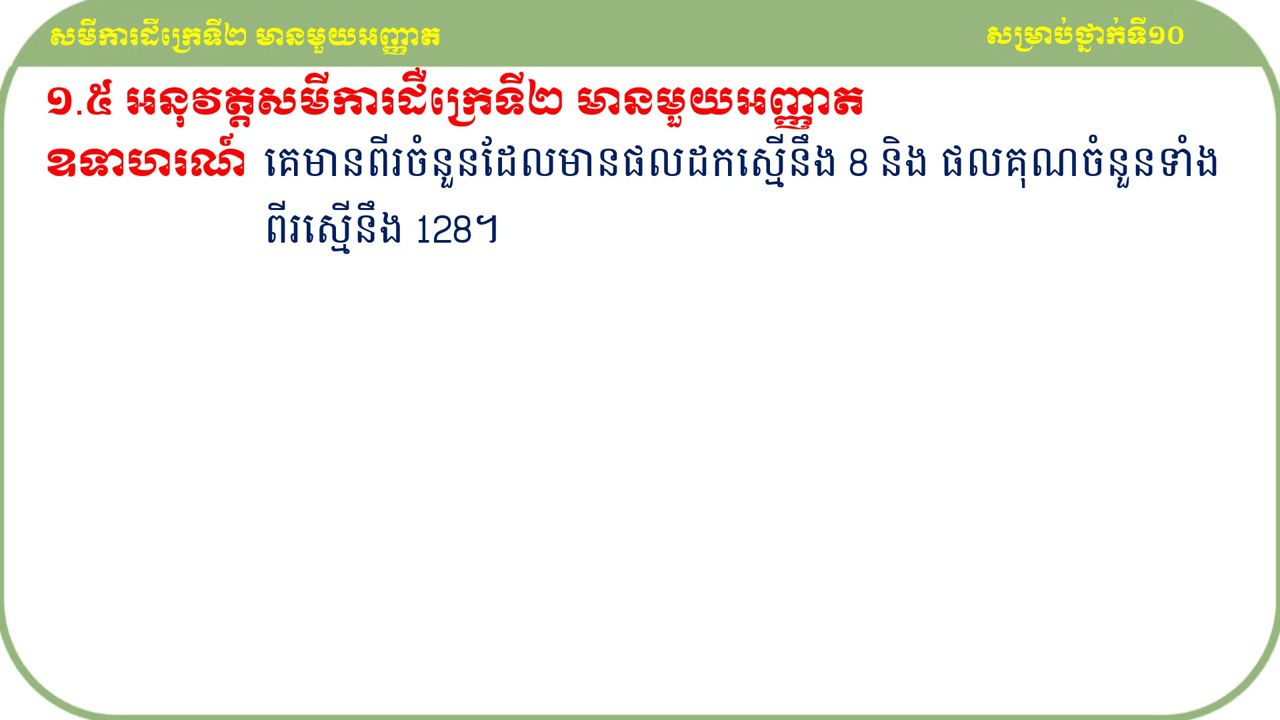 សមីការដឺក្រេទី២ មានមួយអញ្ញាត
សម្រាប់ថ្នាក់ទី១០
១.៥ អនុវត្តសមីការដឺក្រេទី២ មានមួយអញ្ញាត
ឧទាហរណ៍ គេមានពីរចំនួនដែលមានផលដកស្មើនឹង 8 និង ផលគុណចំនួនទាំង
ពីរស្មើនឹង 128។